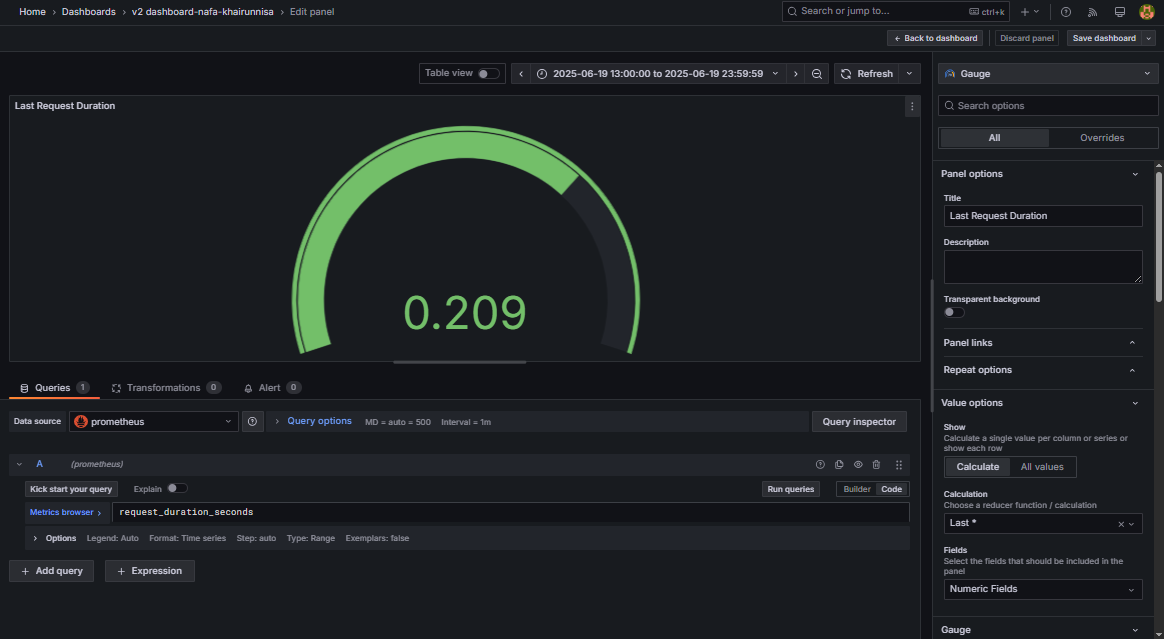 Home > Dashboards > v2 dashboard-nafa-khairunnisa > Edit panel
Search or jump to...
ctrl+k
Back to dashboard
Discard panel
Save dashboard
Table view
2025-06-19 13:00:00 to 2025-06-19 23:59:59
Refresh
Last Request Duration
0.209
Queries 1
Transformations 0
Alert 0
Data source
prometheus
Query options
MD = auto = 500
Interval = 1m
Query inspector
A
(prometheus)
Kick start your query
Explain
Run queries
Builder
Code
Metrics browser >
request_duration_seconds
Options
Legend: Auto
Format: Time series
Step: auto
Type: Range
Exemplars: false
+ Add query
+ Expression
Gauge
Search options
All
Overrides
Panel options
Title
Last Request Duration
Description
Transparent background
Panel links
Repeat options
Value options
Show
Calculate a single value per column or series or
show each row
Calculate
All values
Calculation
Choose a reducer function / calculation
Last *
Fields
Select the fields that should be included in the
panel
Numeric Fields
Gauge